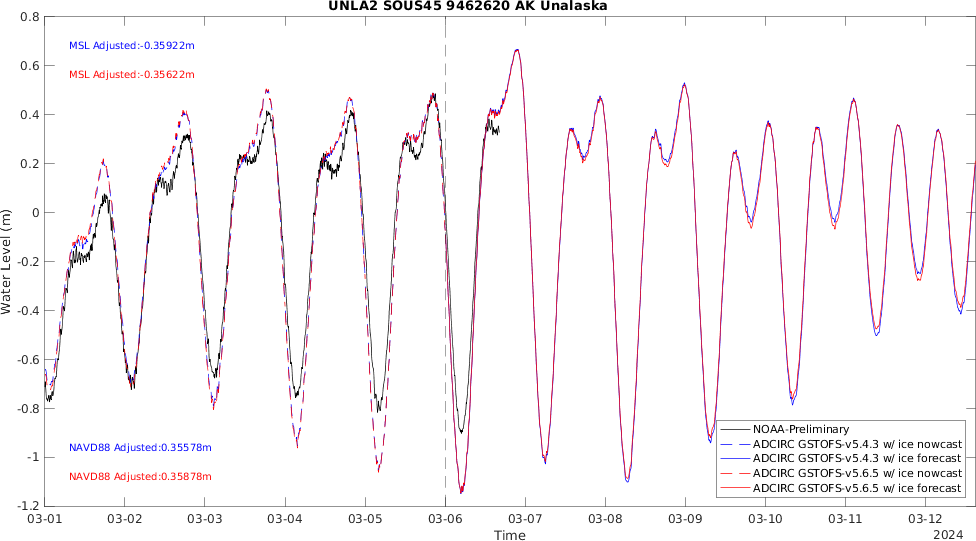 UNLA2 SOUS45 9462620 AK Unalaska
MSL Adjusted:-0.35922m
MSL Adjusted:-0.35622m
NAVD88 Adjusted:0.35578m
NAVD88 Adjusted:0.35878m
Water Level (m)
0.8
0.6
0.4
0.2
0
-0.2
-0.4
-0.6
-0.8
-1
-1.2
NOAA-Preliminary
ADCIRC GSTOFS-v5.4.3 w/ ice nowcast
ADCIRC GSTOFS-v5.4.3 w/ ice forecast
ADCIRC GSTOFS-v5.6.5 w/ ice nowcast
ADCIRC GSTOFS-v5.6.5 w/ ice forecast
03-01 03-02 03-03 03-04 03-05 03-06 03-07 03-08 03-09 03-10 03-11 03-12
Time
2024